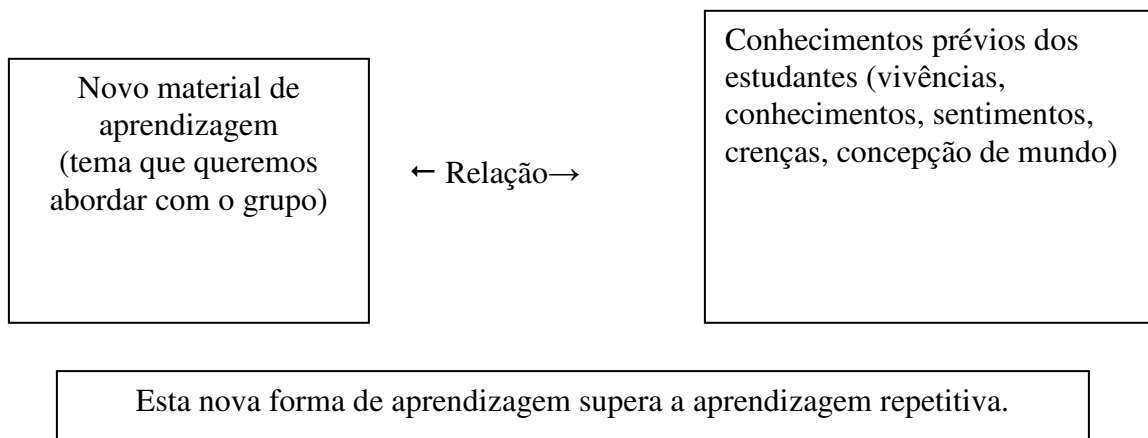 Novo material de
aprendizagem
(tema que queremos
abordar com o grupo)
← Relação→
Conhecimentos prévios dos
estudantes (vivências,
conhecimentos, sentimentos,
crenças, concepção de mundo)
Esta nova forma de aprendizagem supera a aprendizagem repetitiva.